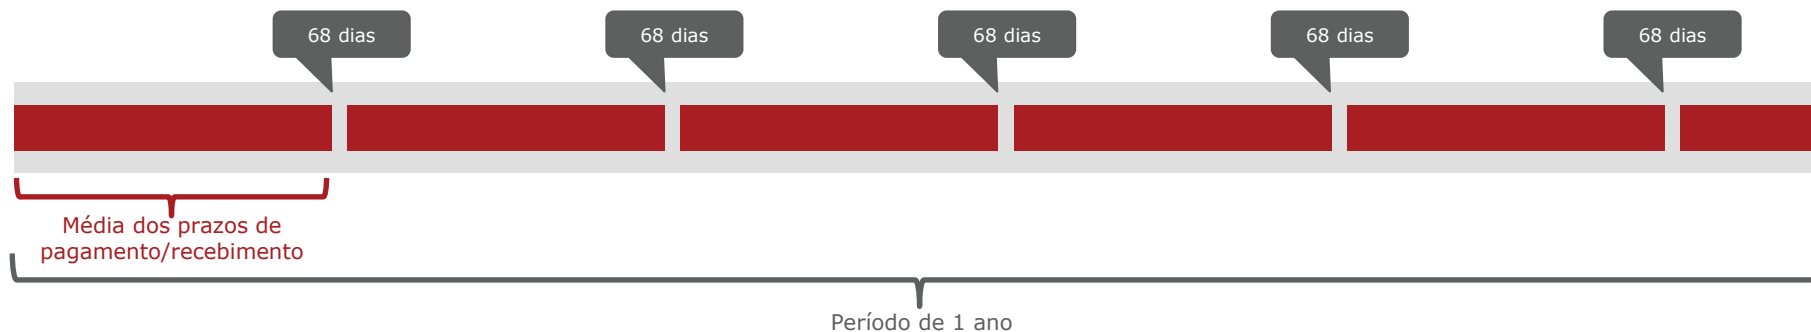 68 dias
68 dias
68 dias
68 dias
68 dias
Média dos prazos de
pagamento/recebimento
Período de 1 ano